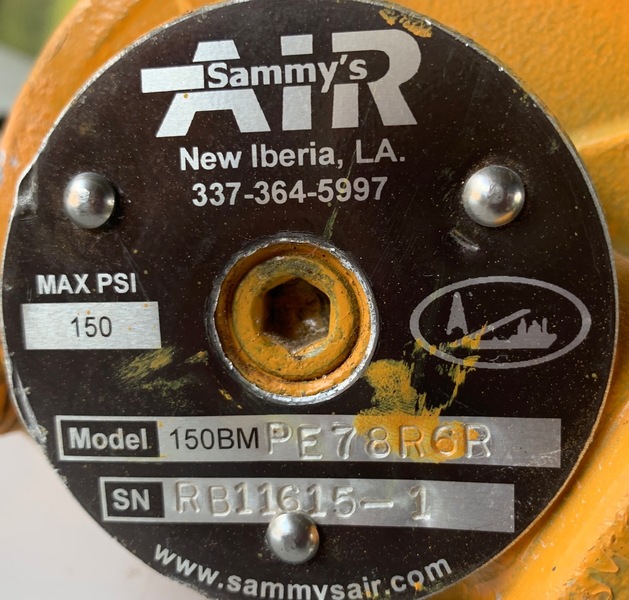 Sammy's
AiR
New Iberia, LA.
337-364-5997
MAX PSI
150
Model 150BM PE78R6R
SN RB11615-1
www.sammysair.com